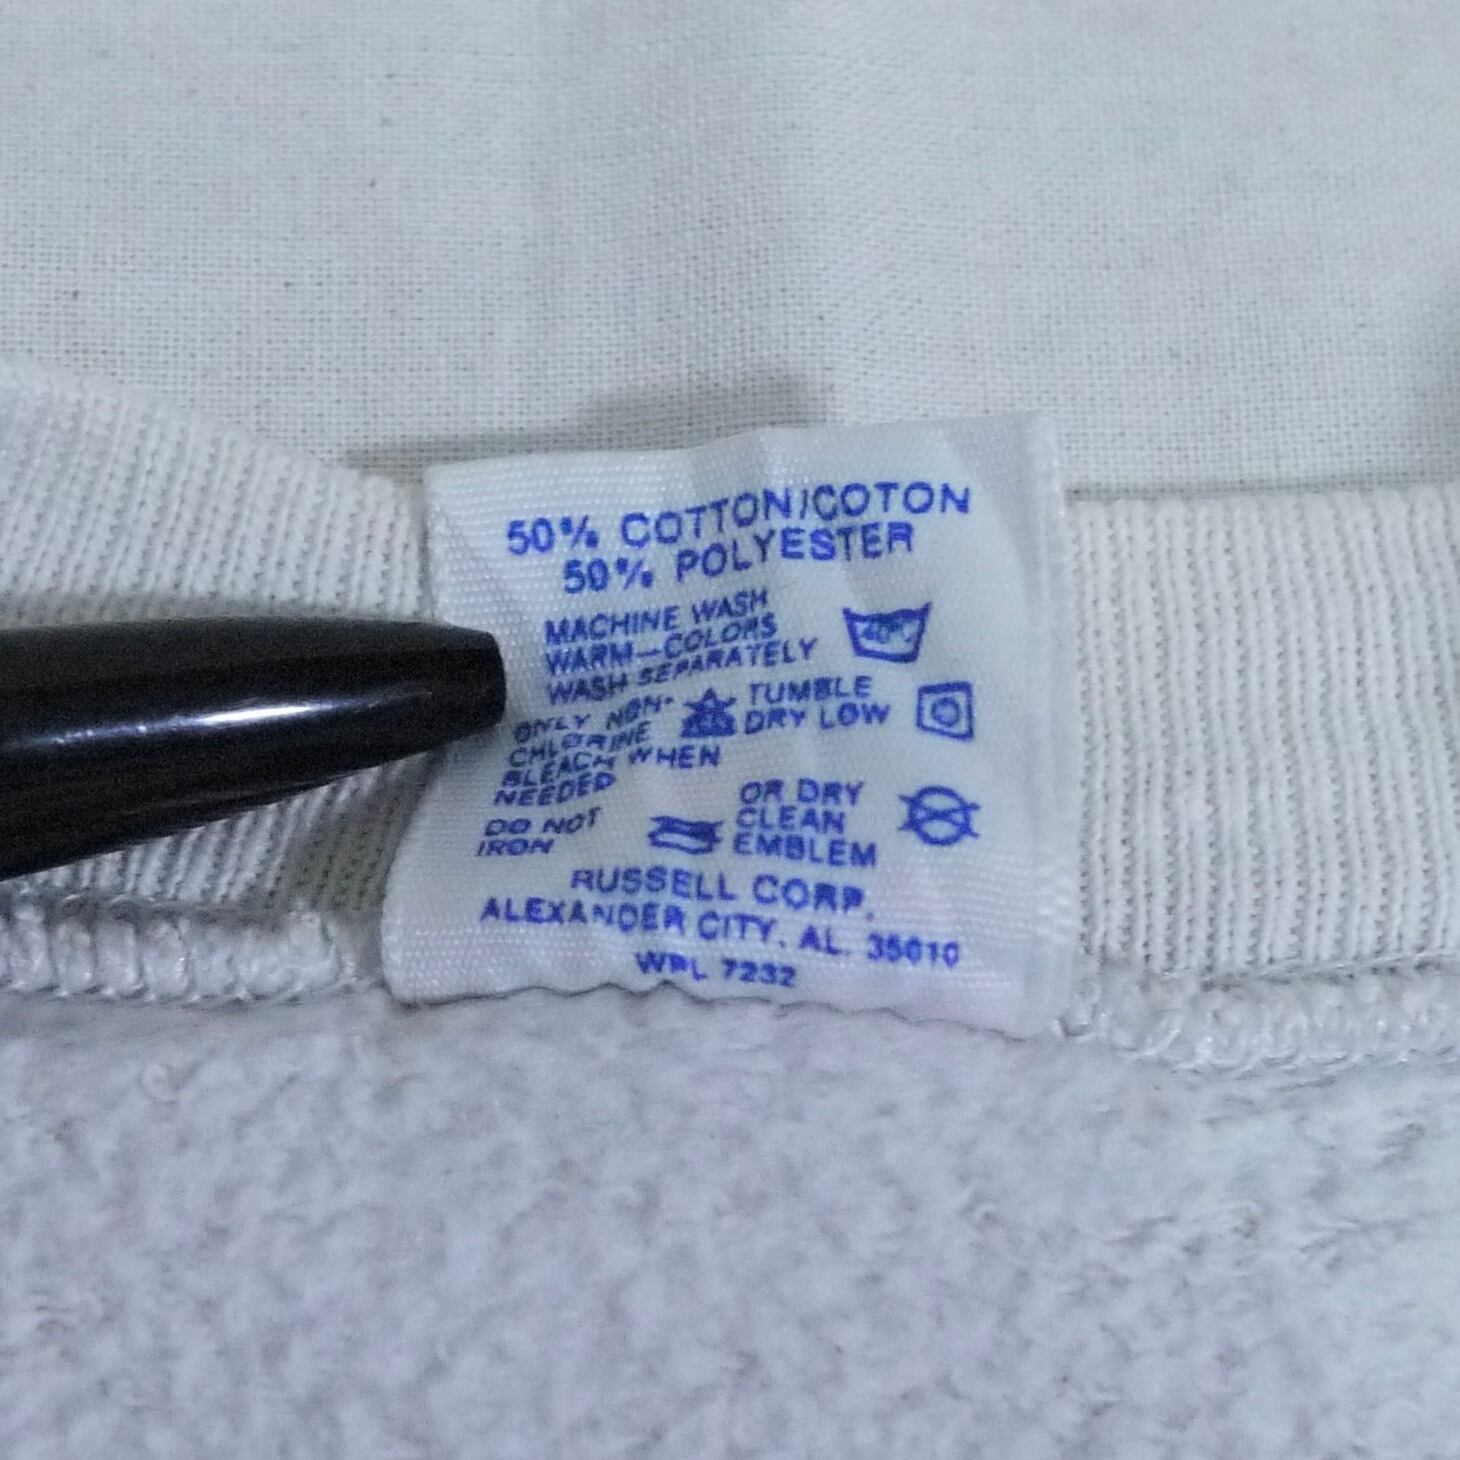 50% COTTON/COTON
50% POLYESTER
MACHINE WASH
WARM-COLORS
WASH SEPARATELY
40°C
ONLY NON-
CHLORINE
BLEACH WHEN
NEEDED
TUMBLE
DRY LOW
DO NOT
IRON
OR DRY
CLEAN
EMBLEM
RUSSELL CORP.
ALEXANDER CITY, AL. 35010
WPL 7232